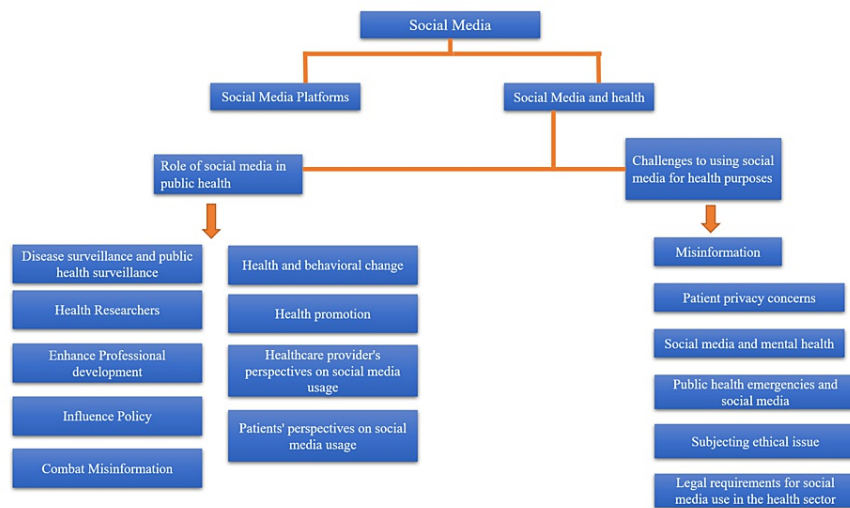 Social Media
Social Media Platforms
Social Media and health
Role of social media in
public health
Challenges to using social
media for health purposes
Disease surveillance and public
health surveillance
Health Researchers
Enhance Professional
development
Influence Policy
Combat Misinformation
Health and behavioral change
Health promotion
Healthcare provider's
perspectives on social media
usage
Patients' perspectives on social
media usage
Misinformation
Patient privacy concerns
Social media and mental health
Public health emergencies and
social media
Subjecting ethical issue
Legal requirements for social
media use in the health sector